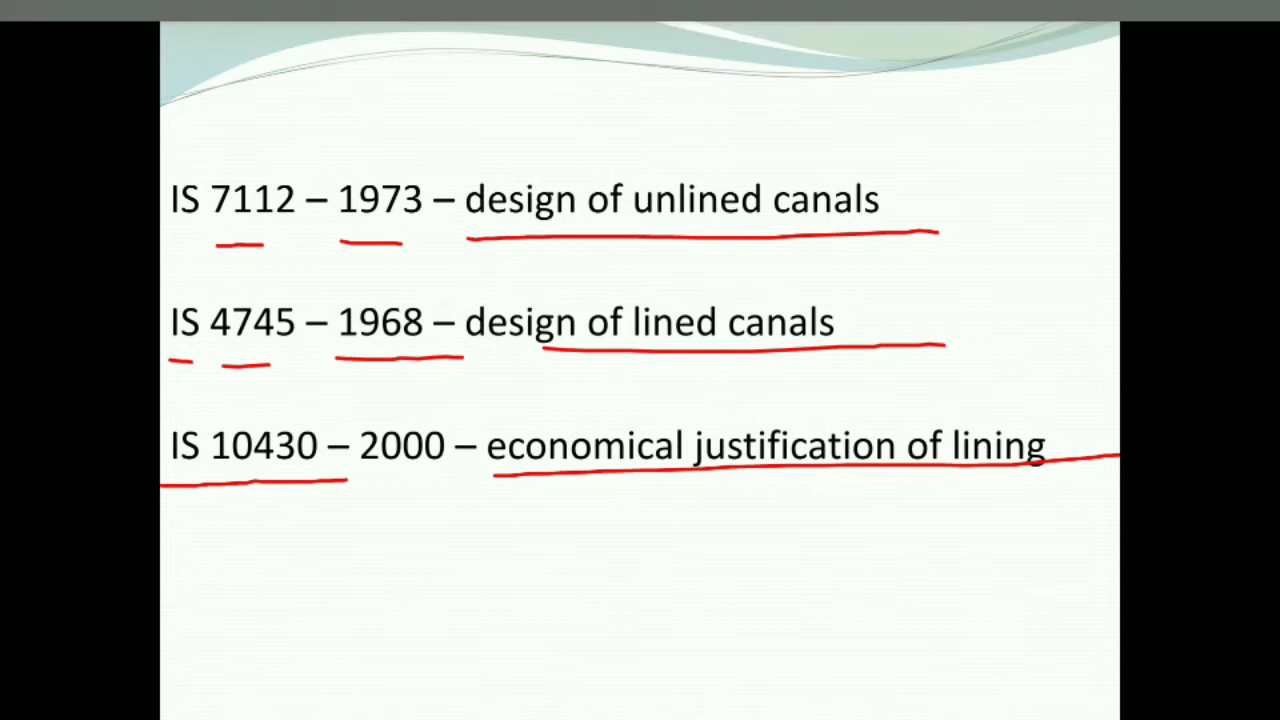 IS 7112 – 1973 – design of unlined canals
IS 4745 – 1968 – design of lined canals
IS 10430 – 2000 – economical justification of lining